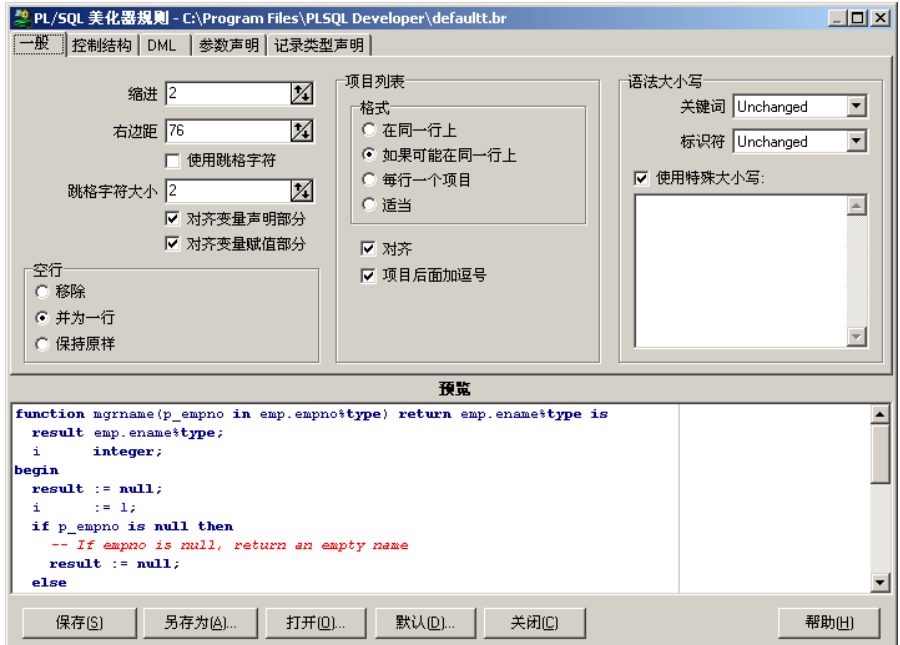 PL/SQL 美化器规则 - C:\Program Files\PLSQL Developer\defaultt.br
一般 控制结构 DML 参数声明 记录类型声明
缩进 2
右边距 76
使用跳格字符
跳格字符大小 2
对齐变量声明部分
对齐变量赋值部分
空行
移除
并为一行
保持原样
项目列表
格式
在同一行上
如果可能在同一行上
每行一个项目
适当
对齐
项目后面加逗号
语法大小写
关键词 Unchanged
标识符 Unchanged
使用特殊大小写:
预览
function mgrname(p_empno in emp.empno%type) return emp.ename%type is
  result emp.ename%type;
  i      integer;
begin
  result := null;
  i      := 1;
  if p_empno is null then
    -- If empno is null, return an empty name
    result := null;
  else
保存(S) 另存为(A)... 打开(O)... 默认(D)... 关闭(C) 帮助(H)